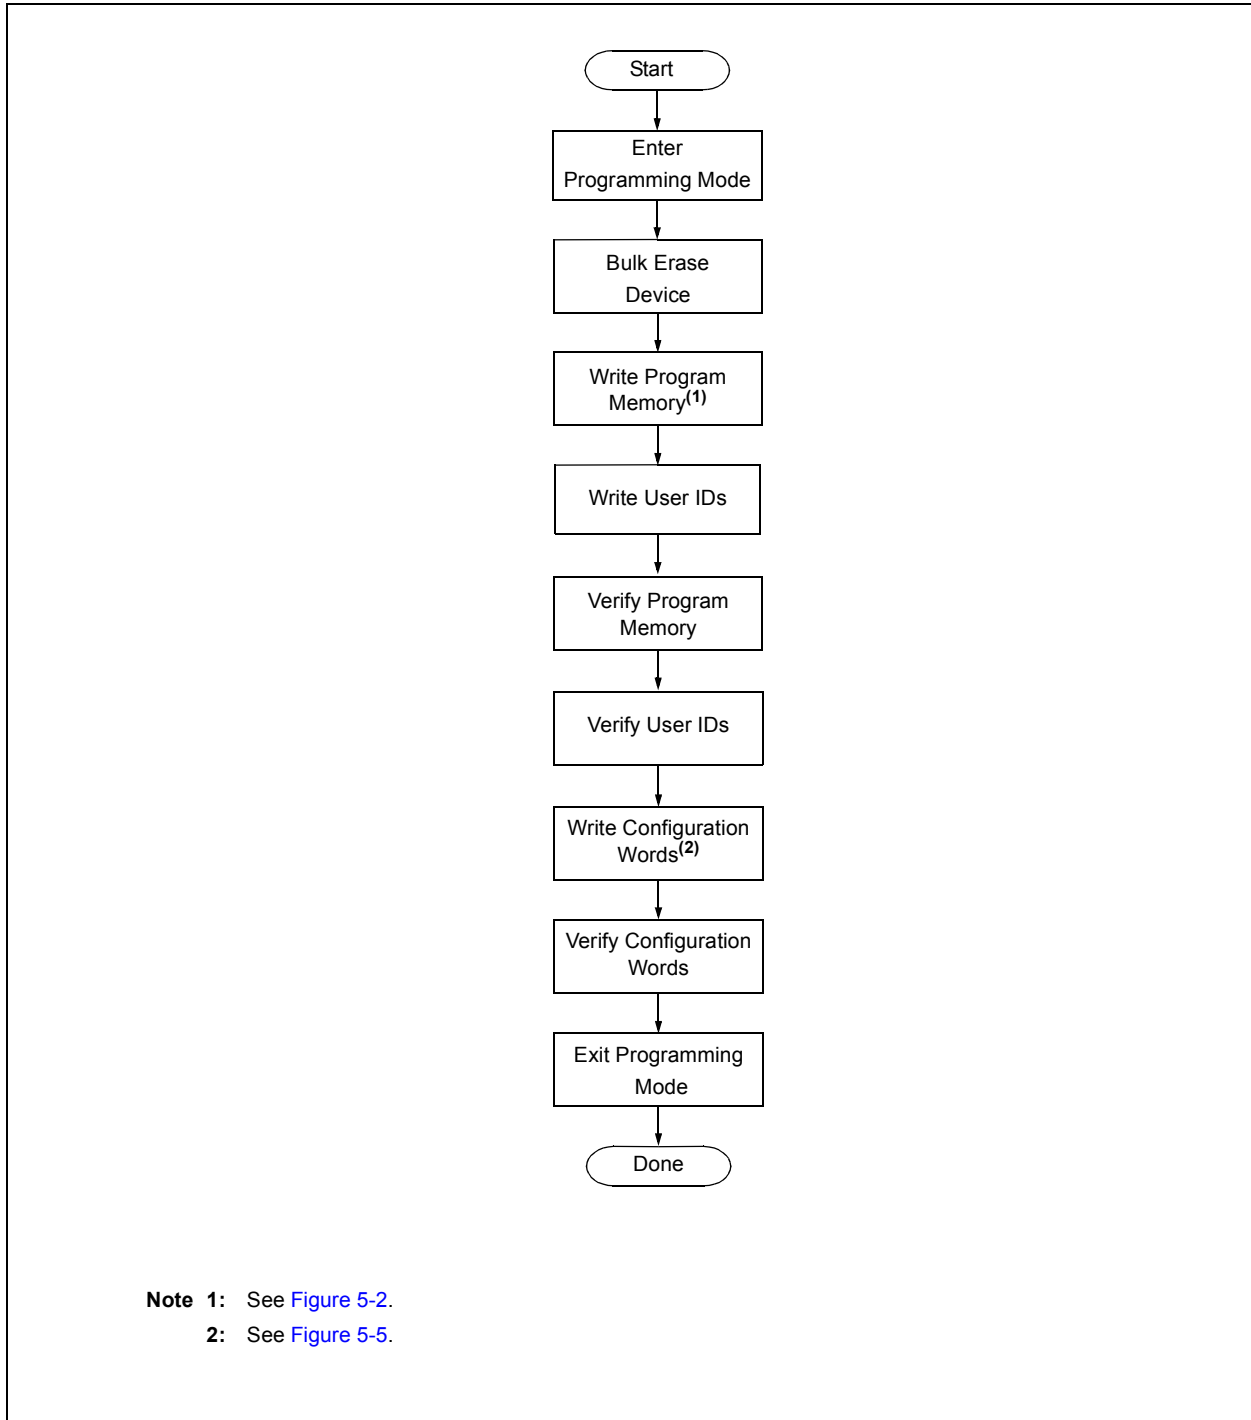 Start
Enter
Programming Mode
Bulk Erase
Device
Write Program
Memory(1)
Write User IDs
Verify Program
Memory
Verify User IDs
Write Configuration
Words(2)
Verify Configuration
Words
Exit Programming
Mode
Done
Note 1: See Figure 5-2.
2: See Figure 5-5.